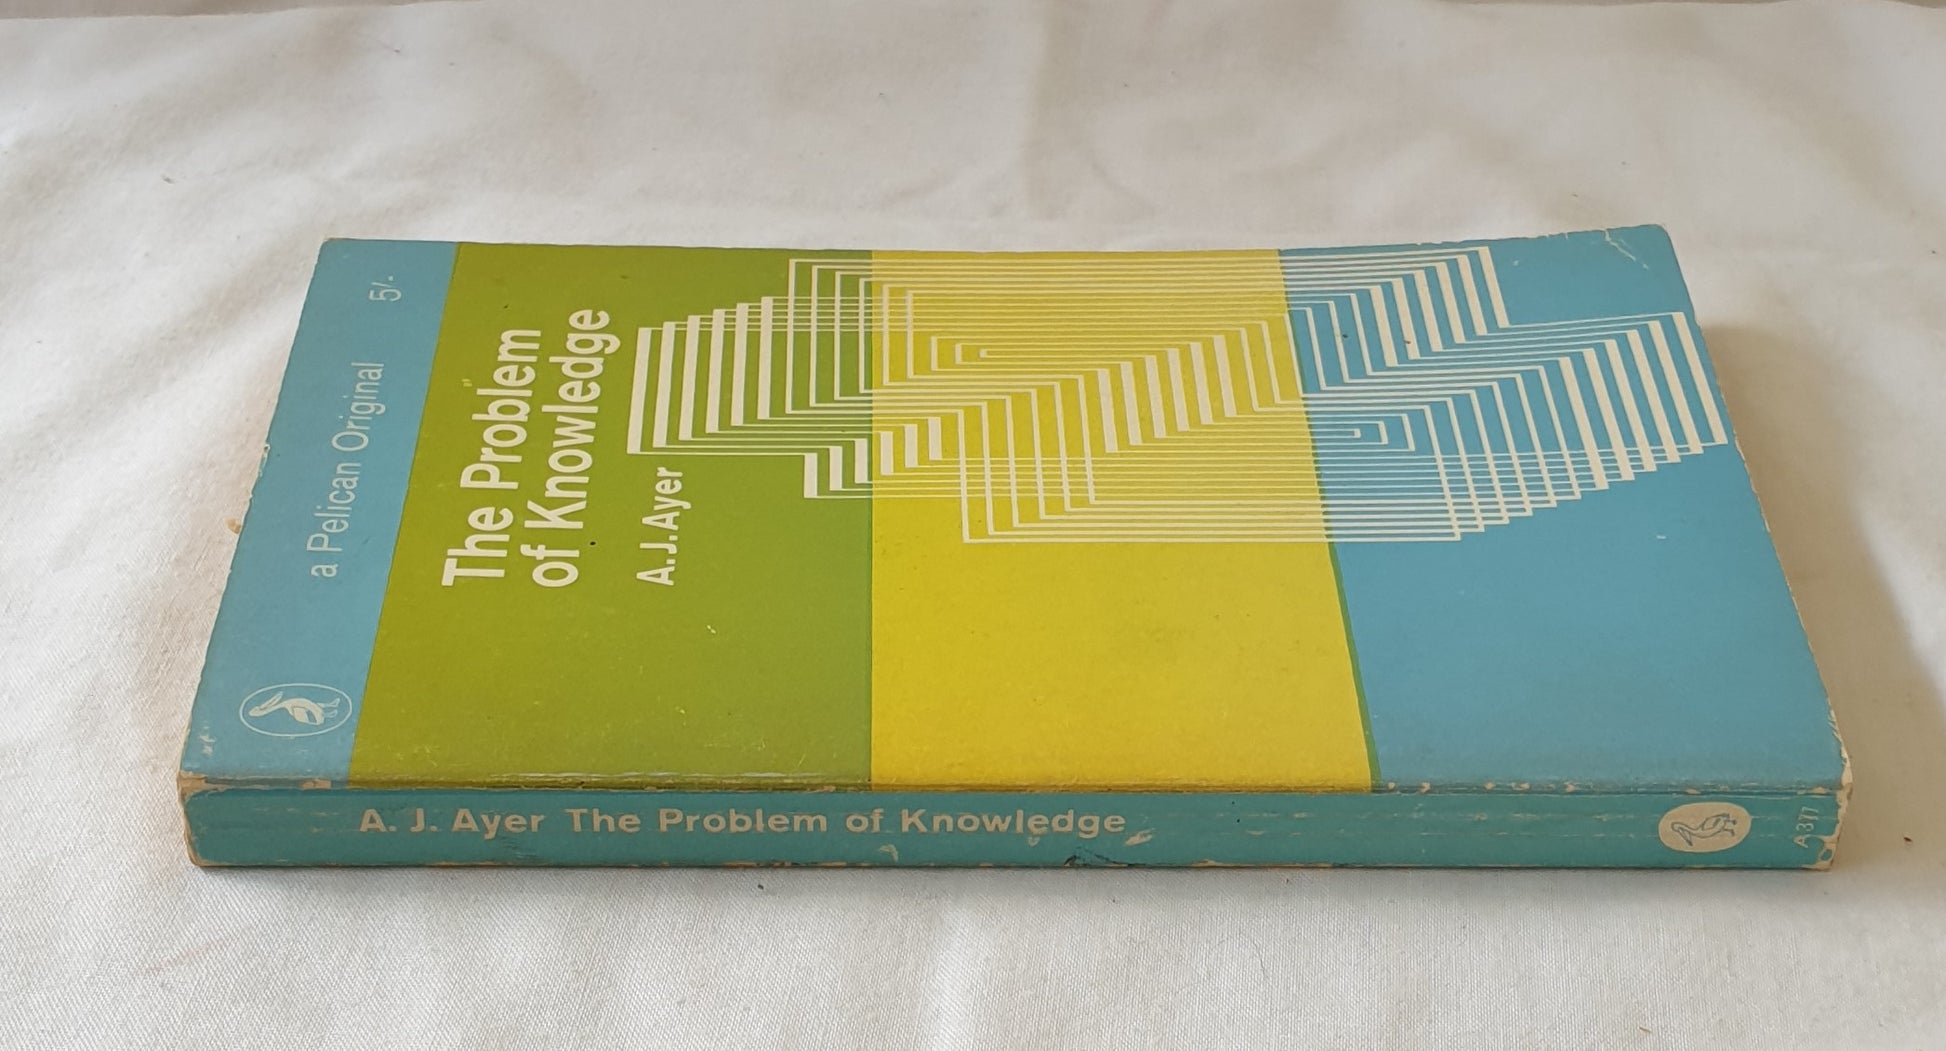 a Pelican Original 5/-
The Problem
of Knowledge
A.J. Ayer
A. J. Ayer The Problem of Knowledge
A377